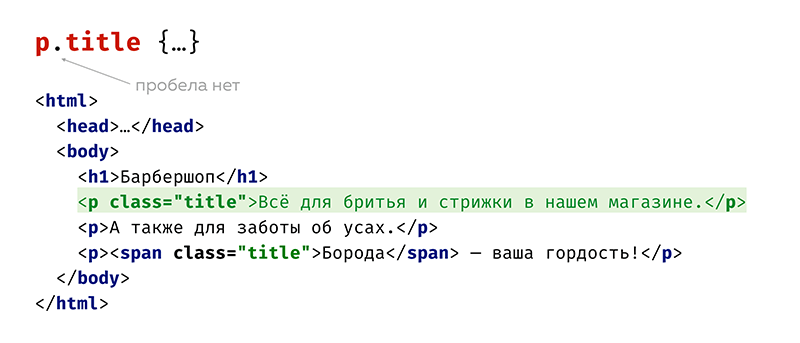 p.title {…}
пробела нет
<html>
<head>…</head>
<body>
<h1>Барбершоп</h1>
<p class="title">Всё для бритья и стрижки в нашем магазине.</p>
<p>А также для заботы об усах.</p>
<p><span class="title">Борода</span> — ваша гордость!</p>
</body>
</html>